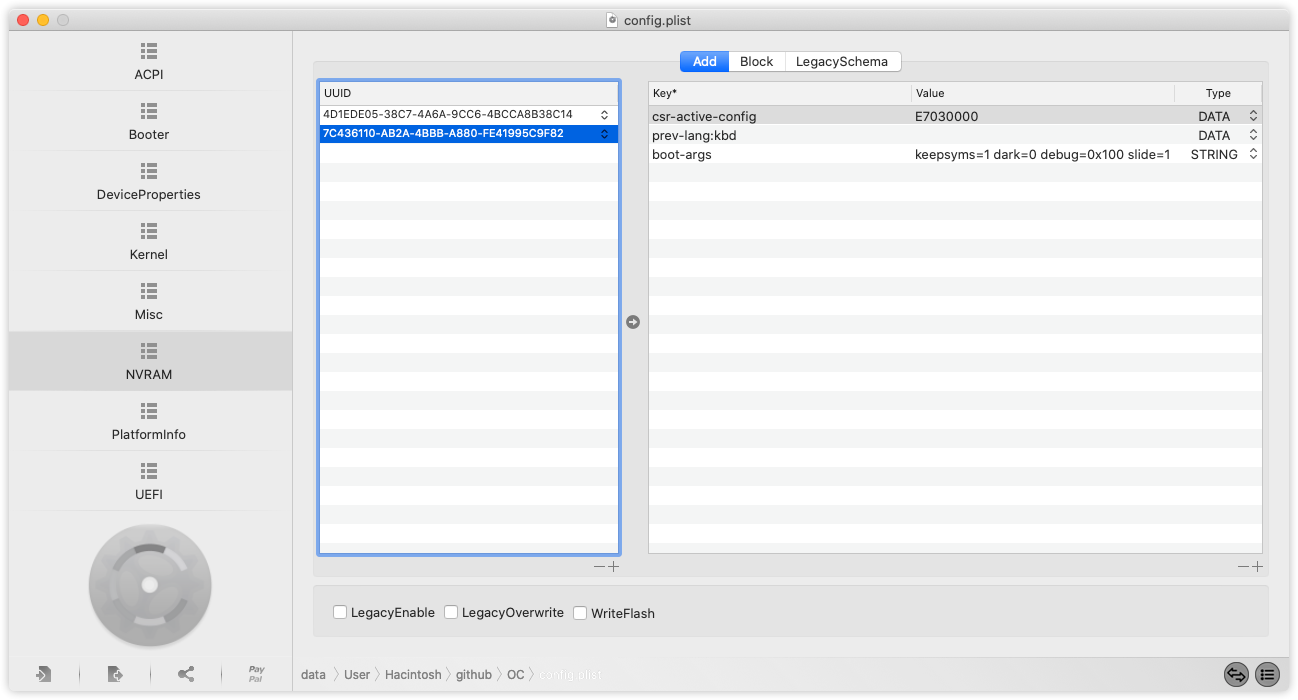 config.plist
ACPI
Booter
DeviceProperties
Kernel
Misc
NVRAM
PlatformInfo
UEFI
Pay
Pal
Add Block LegacySchema
UUID
4D1EDE05-38C7-4A6A-9CC6-4BCCA8B38C14
7C436110-AB2A-4BBB-A880-FE41995C9F82
Key* Value Type
csr-active-config E7030000 DATA
prev-lang:kbd DATA
boot-args keepsyms=1 dark=0 debug=0x100 slide=1 STRING
LegacyEnable LegacyOverwrite WriteFlash
data User Hacintosh github OC config.plist